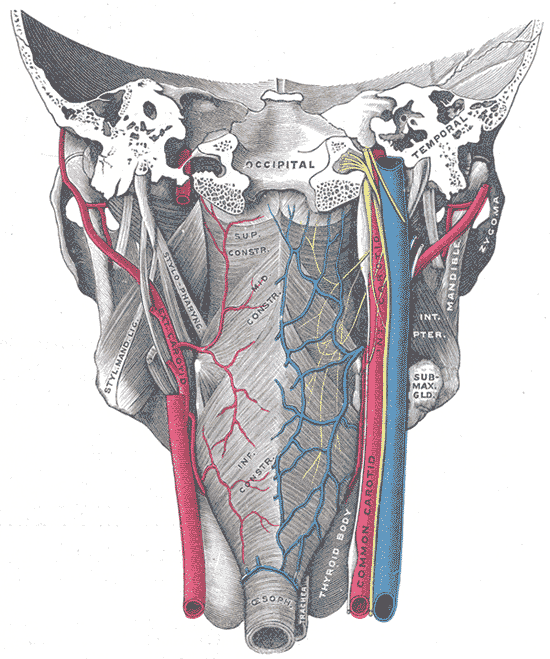 OCCIPITAL
TEMPORAL
ZYGOMA
MANDIBLE
SUP.
CONSTR.
MID.
CONSTR.
STYLO-PHARYNG.
EXT. CAROTID
STYL.MAND.LIG.
INT. CAROTID
INT.
PTER.
SUB-
MAX.
GLD.
INF.
CONSTR.
COMMON CAROTID
THYROID BODY
TRACHEA
ŒSOPH.